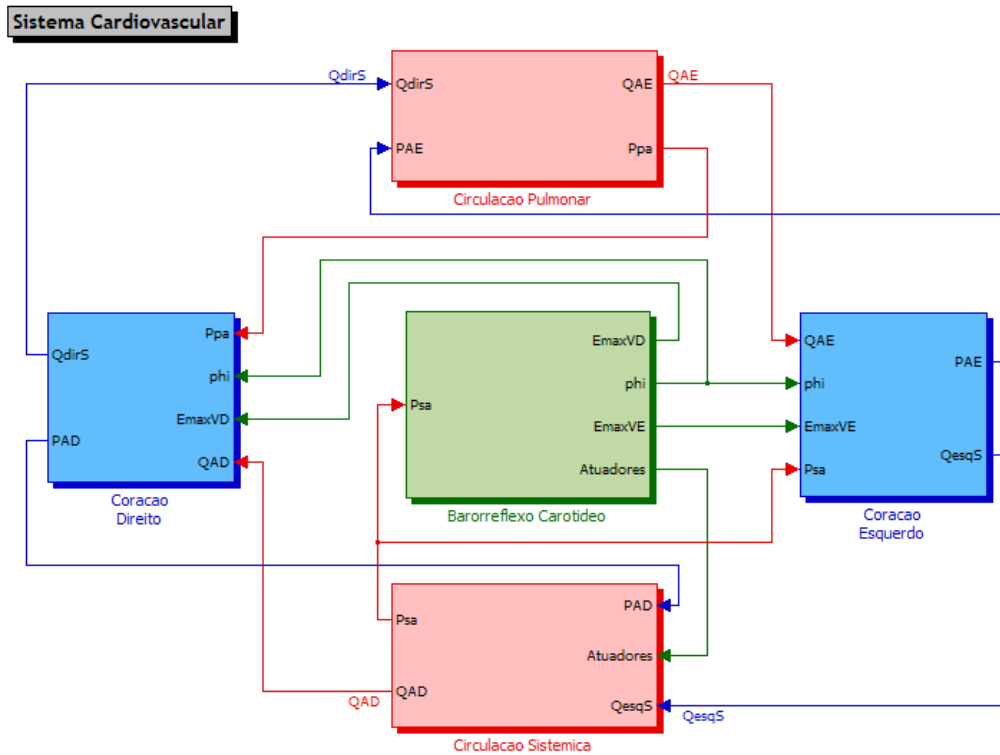 Sistema Cardiovascular
QdirS
QAE
QdirS
QAE
PAE
Ppa
Circulacao Pulmonar
QdirS
PAD
Ppa
phi
EmaxVD
QAD
Coracao
Direito
Psa
EmaxVD
phi
EmaxVE
Atuadores
Barorreflexo Carotideo
QAE
phi
EmaxVE
Psa
PAE
QesqS
Coracao
Esquerdo
Psa
QAD
PAD
Atuadores
QesqS
QAD
QesqS
Circulacao Sistemica